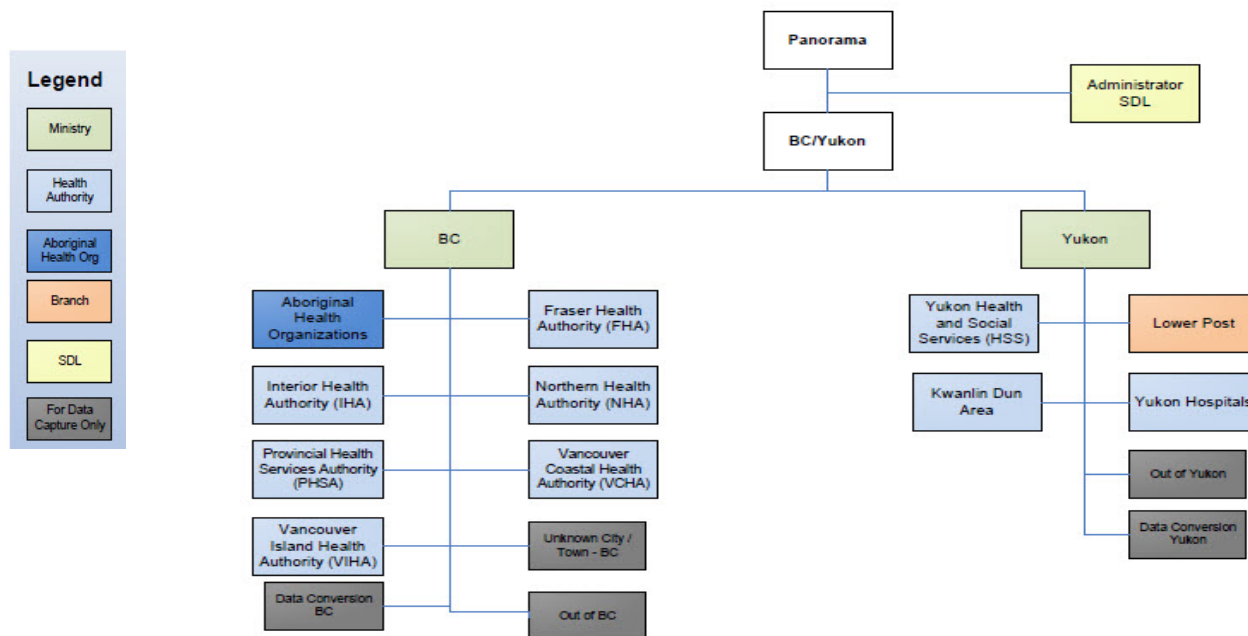 Legend
Ministry
Health
Authority
Aboriginal
Health Org
Branch
SDL
For Data
Capture Only
Panorama
Administrator
SDL
BC/Yukon
BC
Yukon
Aboriginal
Health
Organizations
Fraser Health
Authority (FHA)
Interior Health
Authority (IHA)
Northern Health
Authority (NHA)
Provincial Health
Services Authority
(PHSA)
Vancouver
Coastal Health
Authority (VCHA)
Vancouver
Island Health
Authority (VIHA)
Unknown City /
Town - BC
Data Conversion
BC
Out of BC
Yukon Health
and Social
Services (HSS)
Lower Post
Kwanlin Dun
Area
Yukon Hospitals
Out of Yukon
Data Conversion
Yukon